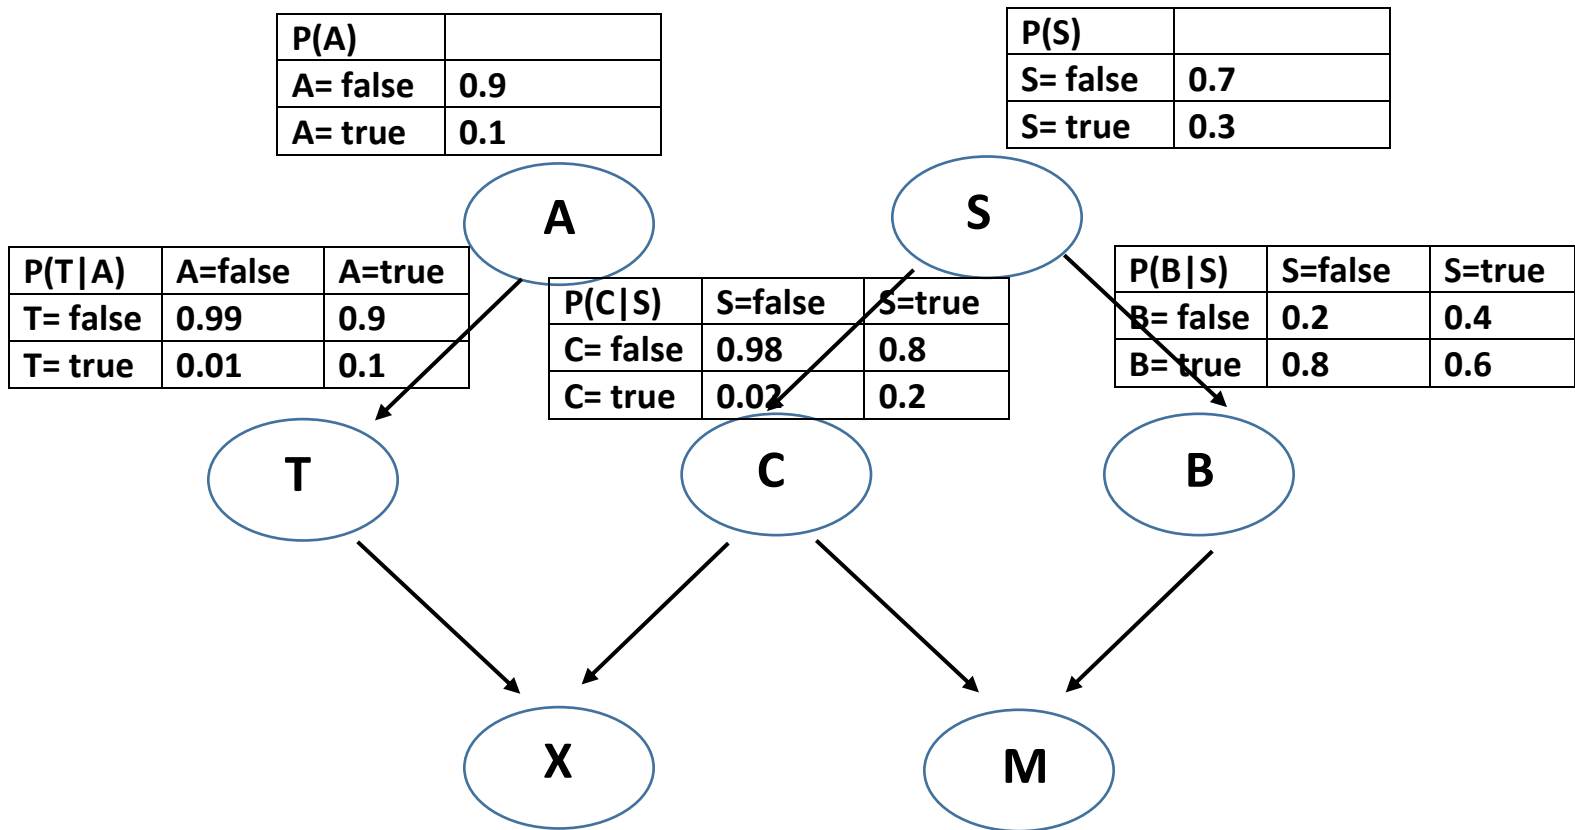 P(A)
A= false 0.9
A= true 0.1
P(S)
S= false 0.7
S= true 0.3
A
S
P(T|A) A=false A=true
T= false 0.99 0.9
T= true 0.01 0.1
P(C|S) S=false S=true
C= false 0.98 0.8
C= true 0.02 0.2
P(B|S) S=false S=true
B= false 0.2 0.4
B= true 0.8 0.6
T
C
B
X
M